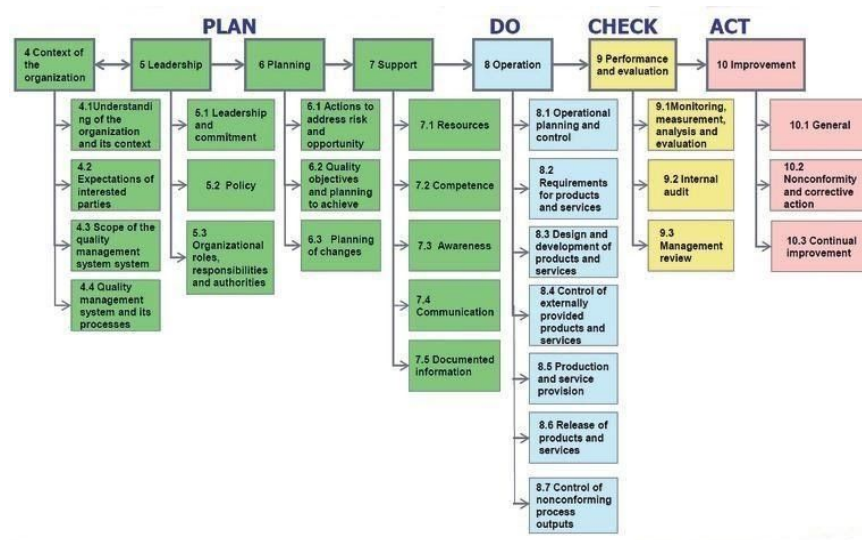 PLAN
DO
CHECK
ACT
4 Context of
the
organization
5 Leadership
6 Planning
7 Support
8 Operation
9 Performance
and evaluation
10 Improvement
4.1Understandi
ng of the
organization
and its context
4.2
Expectations of
interested
parties
4.3 Scope of the
quality
management
system system
4.4 Quality
management
system and its
processes
5.1 Leadership
and
commitment
5.2 Policy
5.3
Organizational
roles,
responsibilities
and authorities
6.1 Actions to
address risk
and
opportunity
6.2 Quality
objectives and
planning to
achieve
6.3 Planning
of changes
7.1 Resources
7.2 Competence
7.3 Awareness
7.4
Communication
7.5 Documented
information
8.1 Operational
planning and
control
8.2
Requirements
for products
and services
8.3 Design and
development of
products and
services
8.4 Control of
externally
provided
products and
services
8.5 Production
and service
provision
8.6 Release of
products and
services
8.7 Control of
nonconforming
process
outputs
9.1Monitoring,
measurement,
analysis and
evaluation
9.2 Internal
audit
9.3
Management
review
10.1 General
10.2
Nonconformity
and corrective
action
10.3 Continual
improvement